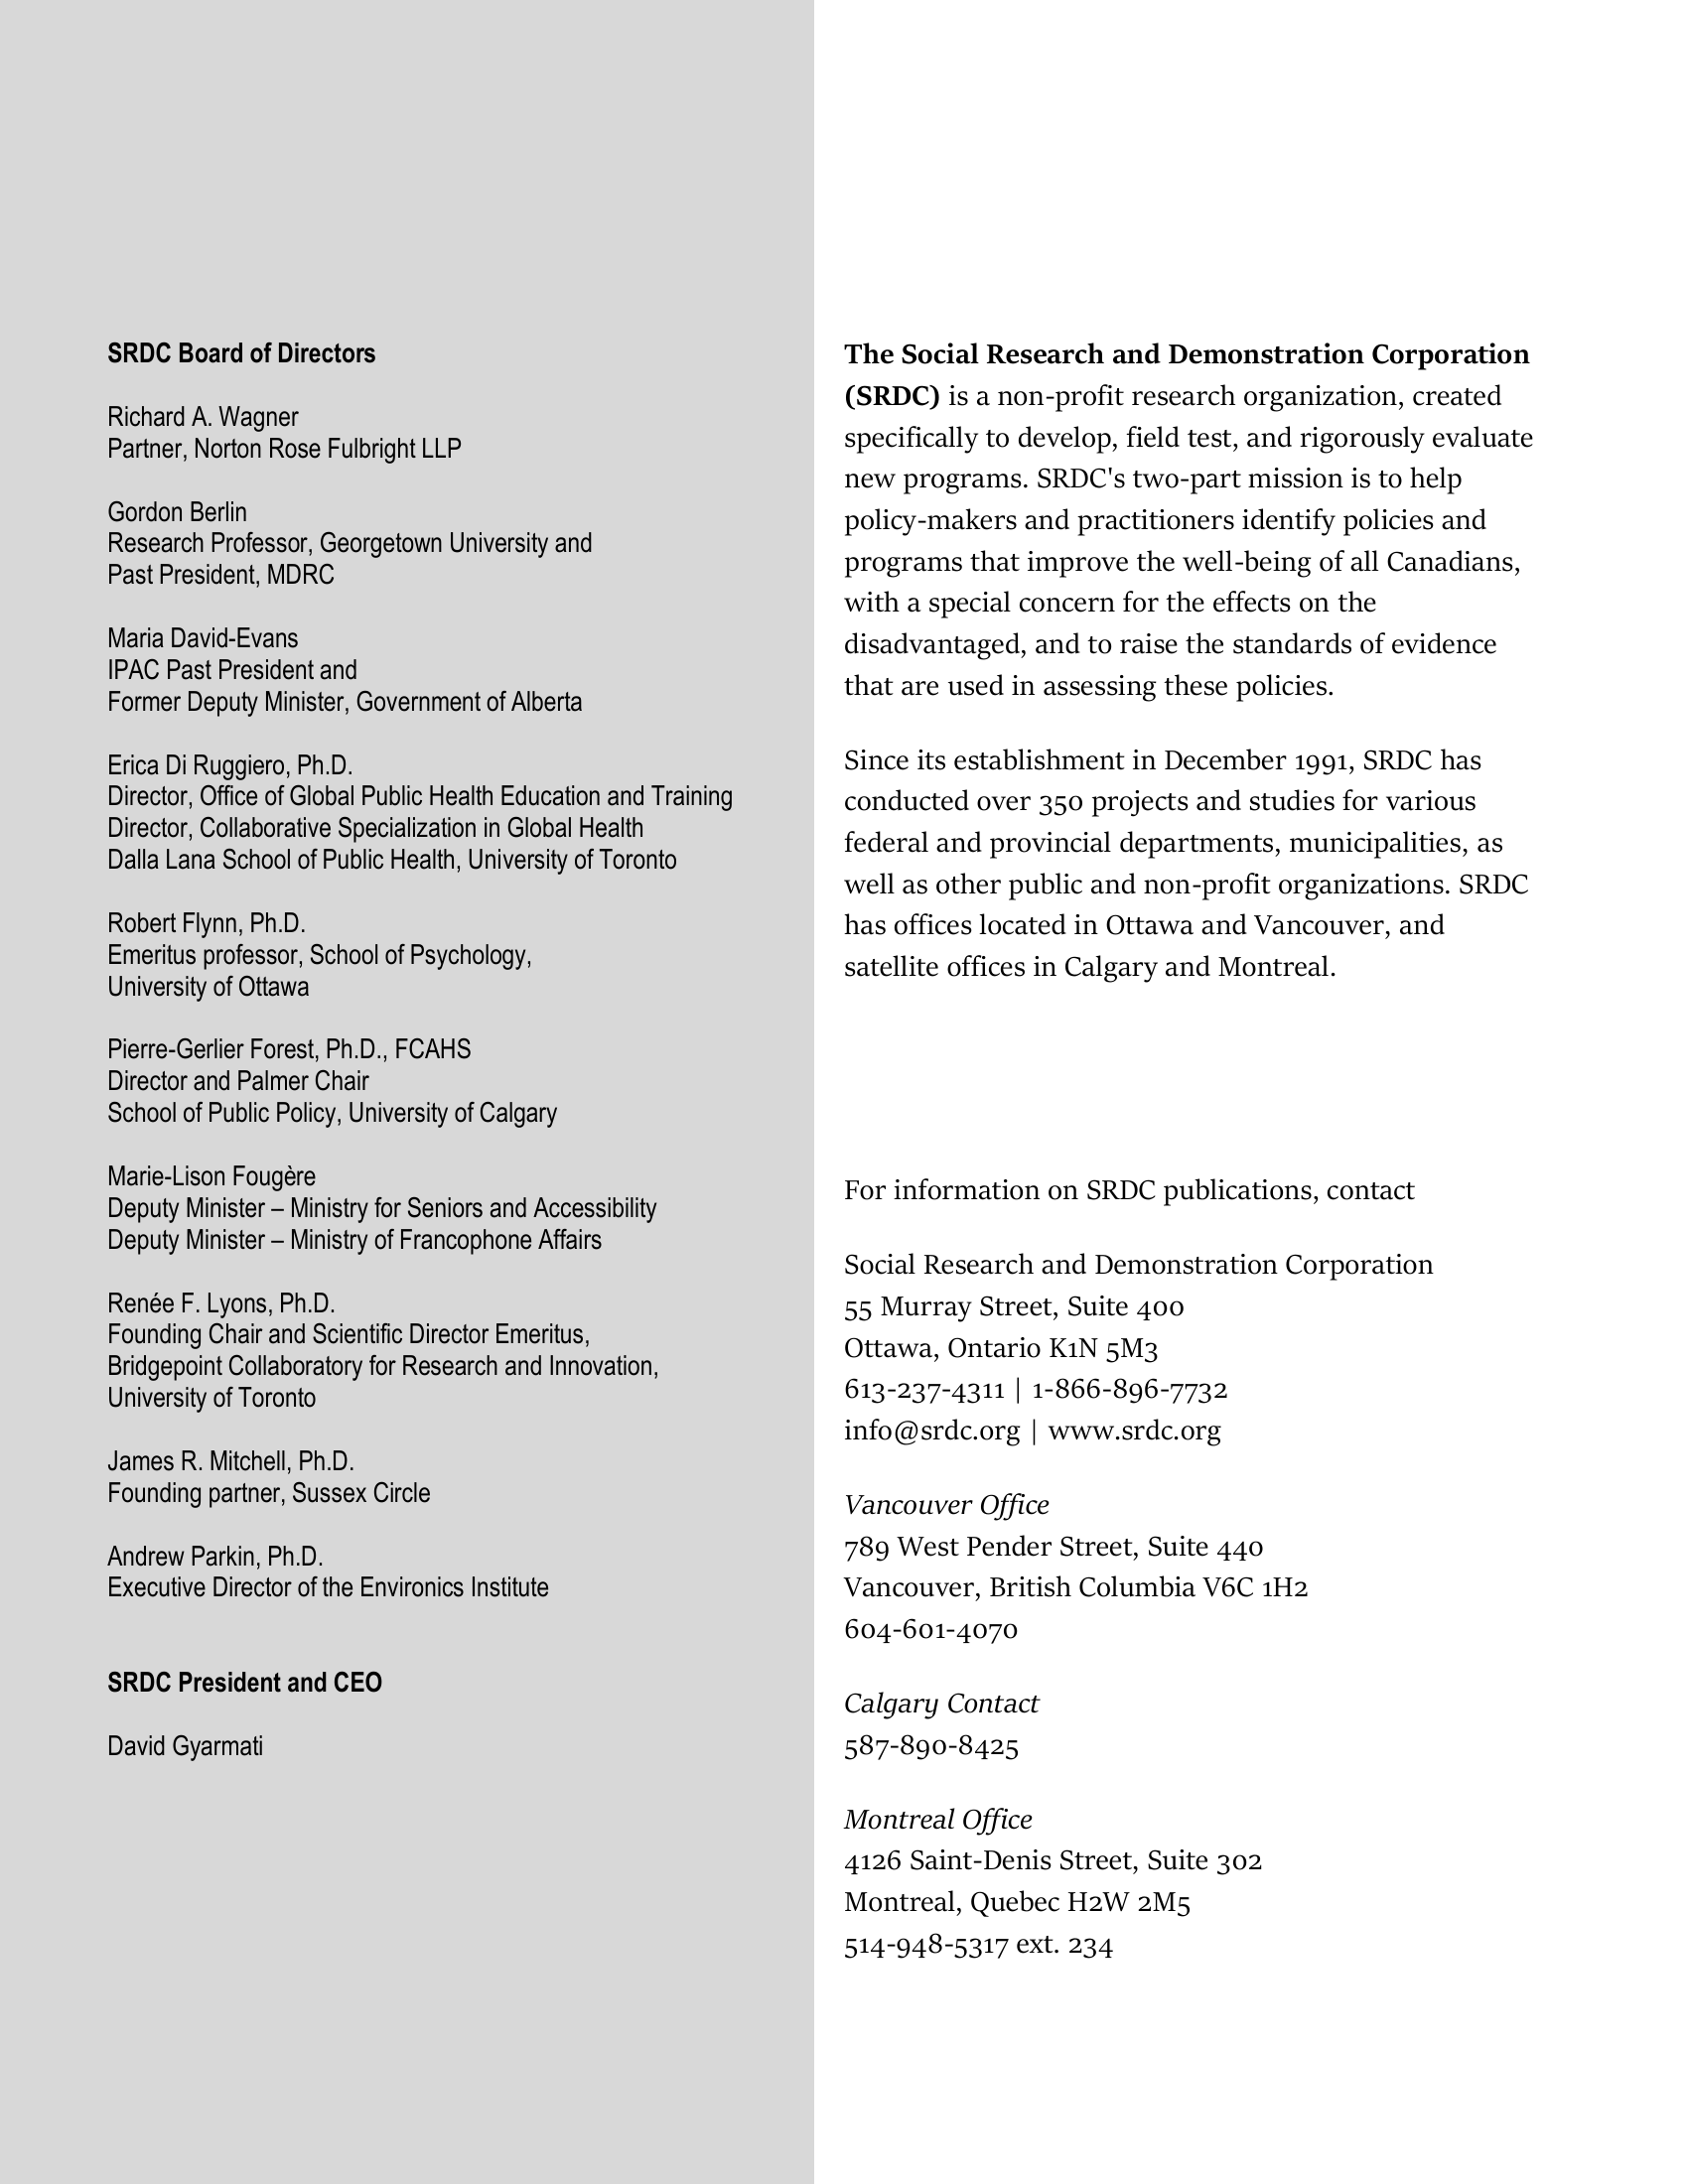 SRDC Board of Directors
Richard A. Wagner
Partner, Norton Rose Fulbright LLP
Gordon Berlin
Research Professor, Georgetown University and
Past President, MDRC
Maria David-Evans
IPAC Past President and
Former Deputy Minister, Government of Alberta
Erica Di Ruggiero, Ph.D.
Director, Office of Global Public Health Education and Training
Director, Collaborative Specialization in Global Health
Dalla Lana School of Public Health, University of Toronto
Robert Flynn, Ph.D.
Emeritus professor, School of Psychology,
University of Ottawa
Pierre-Gerlier Forest, Ph.D., FCAHS
Director and Palmer Chair
School of Public Policy, University of Calgary
Marie-Lison Fougère
Deputy Minister – Ministry for Seniors and Accessibility
Deputy Minister – Ministry of Francophone Affairs
Renée F. Lyons, Ph.D.
Founding Chair and Scientific Director Emeritus,
Bridgepoint Collaboratory for Research and Innovation,
University of Toronto
James R. Mitchell, Ph.D.
Founding partner, Sussex Circle
Andrew Parkin, Ph.D.
Executive Director of the Environics Institute
SRDC President and CEO
David Gyarmati
The Social Research and Demonstration Corporation
(SRDC) is a non-profit research organization, created
specifically to develop, field test, and rigorously evaluate
new programs. SRDC's two-part mission is to help
policy-makers and practitioners identify policies and
programs that improve the well-being of all Canadians,
with a special concern for the effects on the
disadvantaged, and to raise the standards of evidence
that are used in assessing these policies.
Since its establishment in December 1991, SRDC has
conducted over 350 projects and studies for various
federal and provincial departments, municipalities, as
well as other public and non-profit organizations. SRDC
has offices located in Ottawa and Vancouver, and
satellite offices in Calgary and Montreal.
For information on SRDC publications, contact
Social Research and Demonstration Corporation
55 Murray Street, Suite 400
Ottawa, Ontario K1N 5M3
613-237-4311 | 1-866-896-7732
info@srdc.org | www.srdc.org
Vancouver Office
789 West Pender Street, Suite 440
Vancouver, British Columbia V6C 1H2
604-601-4070
Calgary Contact
587-890-8425
Montreal Office
4126 Saint-Denis Street, Suite 302
Montreal, Quebec H2W 2M5
514-948-5317 ext. 234